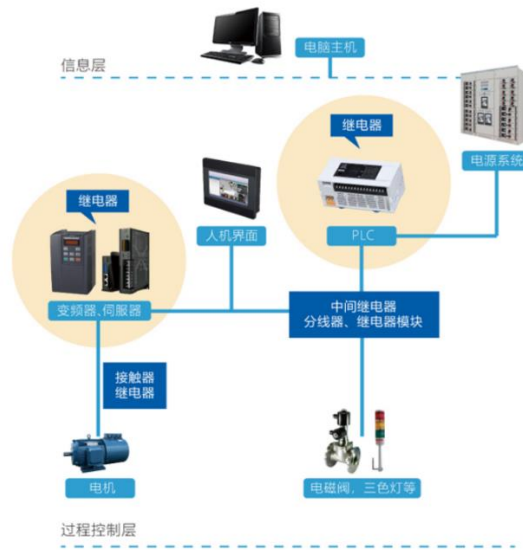 电脑主机
信息层
继电器
电源系统
继电器
人机界面
PLC
变频器、伺服器
中间继电器
分线器、继电器模块
接触器
继电器
电机
电磁阀，三色灯等
过程控制层